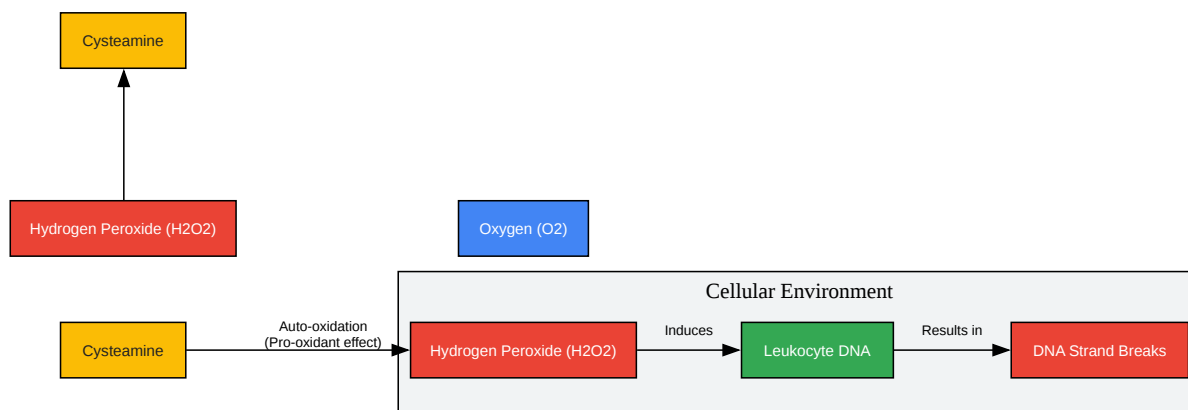 Cysteamine
Hydrogen Peroxide (H2O2)
Oxygen (O2)
Cellular Environment
Cysteamine
Auto-oxidation
(Pro-oxidant effect)
Hydrogen Peroxide (H2O2)
Induces
Leukocyte DNA
Results in
DNA Strand Breaks